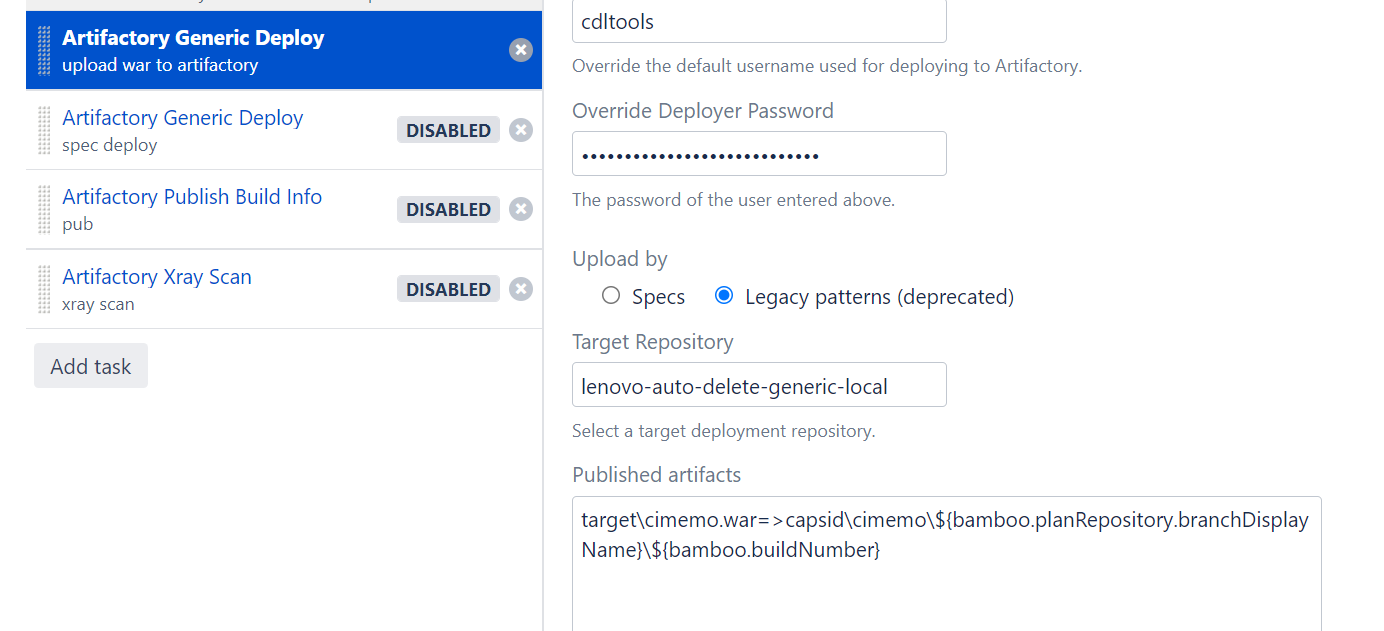 Artifactory Generic Deploy
upload war to artifactory
Artifactory Generic Deploy
spec deploy
DISABLED
Artifactory Publish Build Info
pub
DISABLED
Artifactory Xray Scan
xray scan
DISABLED
Add task
cdltools
Override the default username used for deploying to Artifactory.
Override Deployer Password
••••••••••••••••••••••••••••
The password of the user entered above.
Upload by
Specs
Legacy patterns (deprecated)
Target Repository
lenovo-auto-delete-generic-local
Select a target deployment repository.
Published artifacts
target\cimemo.war=>capsid\cimemo\${bamboo.planRepository.branchDisplay
Name}\${bamboo.buildNumber}